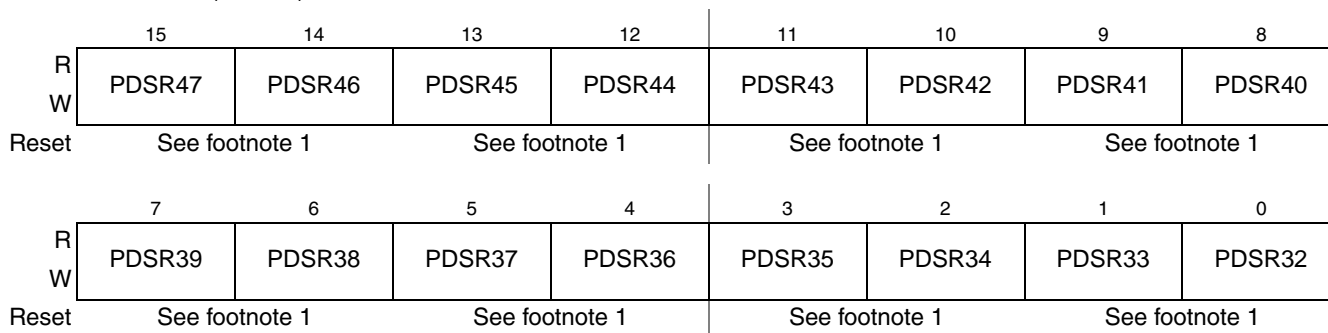 15 14 13 12 11 10 9 8
R
W
PDSR47 PDSR46 PDSR45 PDSR44 PDSR43 PDSR42 PDSR41 PDSR40
Reset See footnote 1 See footnote 1 See footnote 1 See footnote 1
7 6 5 4 3 2 1 0
R
W
PDSR39 PDSR38 PDSR37 PDSR36 PDSR35 PDSR34 PDSR33 PDSR32
Reset See footnote 1 See footnote 1 See footnote 1 See footnote 1